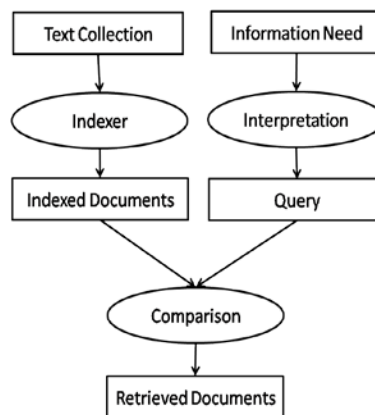 Text Collection
Information Need
Indexer
Interpretation
Indexed Documents
Query
Comparison
Retrieved Documents